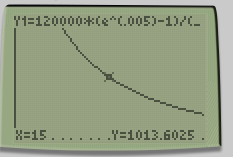 Y1=120000*(e^(.005)-1)/(_
X=15.......Y=1013.6025 .